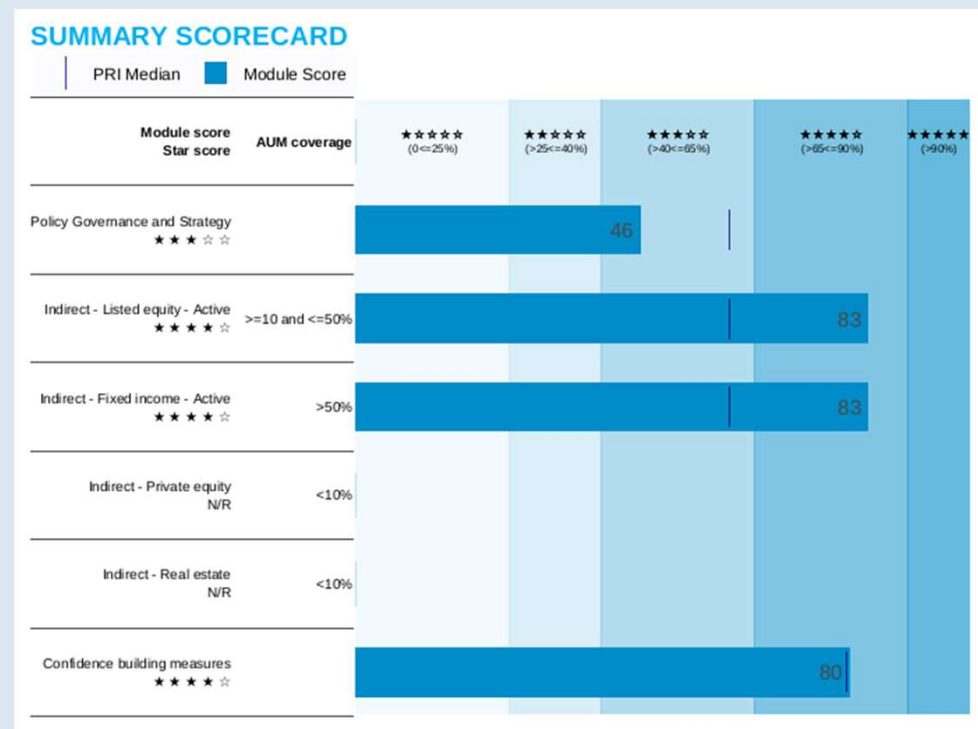 SUMMARY SCORECARD
PRI Median Module Score
Module score
Star score
AUM coverage
★☆☆☆☆ ★★☆☆☆ ★★★☆☆ ★★★★☆ ★★★★★
(0<=25%) (>25<=40%) (>40<=65%) (>65<=90%) (>90%)
Policy Governance and Strategy
★★★☆☆
46
Indirect - Listed equity - Active
★★★★☆
>=10 and <=50%
83
Indirect - Fixed income - Active
★★★★☆
>50%
83
Indirect - Private equity
N/R
<10%
Indirect - Real estate
N/R
<10%
Confidence building measures
★★★★☆
80